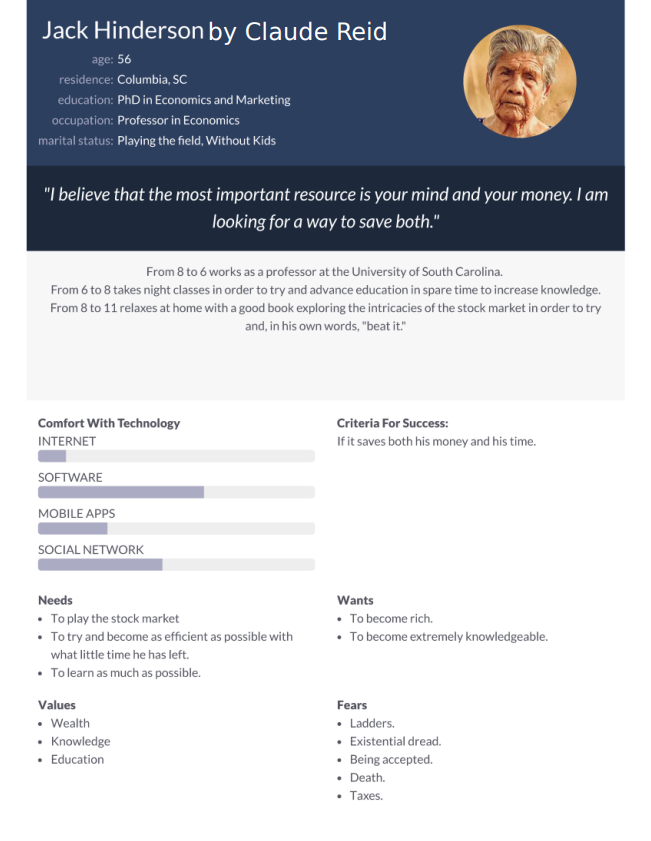 Jack Hinderson by Claude Reid
age: 56
residence: Columbia, SC
education: PhD in Economics and Marketing
occupation: Professor in Economics
marital status: Playing the field, Without Kids
"I believe that the most important resource is your mind and your money. I am
looking for a way to save both."
From 8 to 6 works as a professor at the University of South Carolina.
From 6 to 8 takes night classes in order to try and advance education in spare time to increase knowledge.
From 8 to 11 relaxes at home with a good book exploring the intricacies of the stock market in order to try
and, in his own words, "beat it."
Comfort With Technology
INTERNET
SOFTWARE
MOBILE APPS
SOCIAL NETWORK
Criteria For Success:
If it saves both his money and his time.
Needs
• To play the stock market
• To try and become as efficient as possible with
what little time he has left.
• To learn as much as possible.
Wants
• To become rich.
• To become extremely knowledgeable.
Values
• Wealth
• Knowledge
• Education
Fears
• Ladders.
• Existential dread.
• Being accepted.
• Death.
• Taxes.